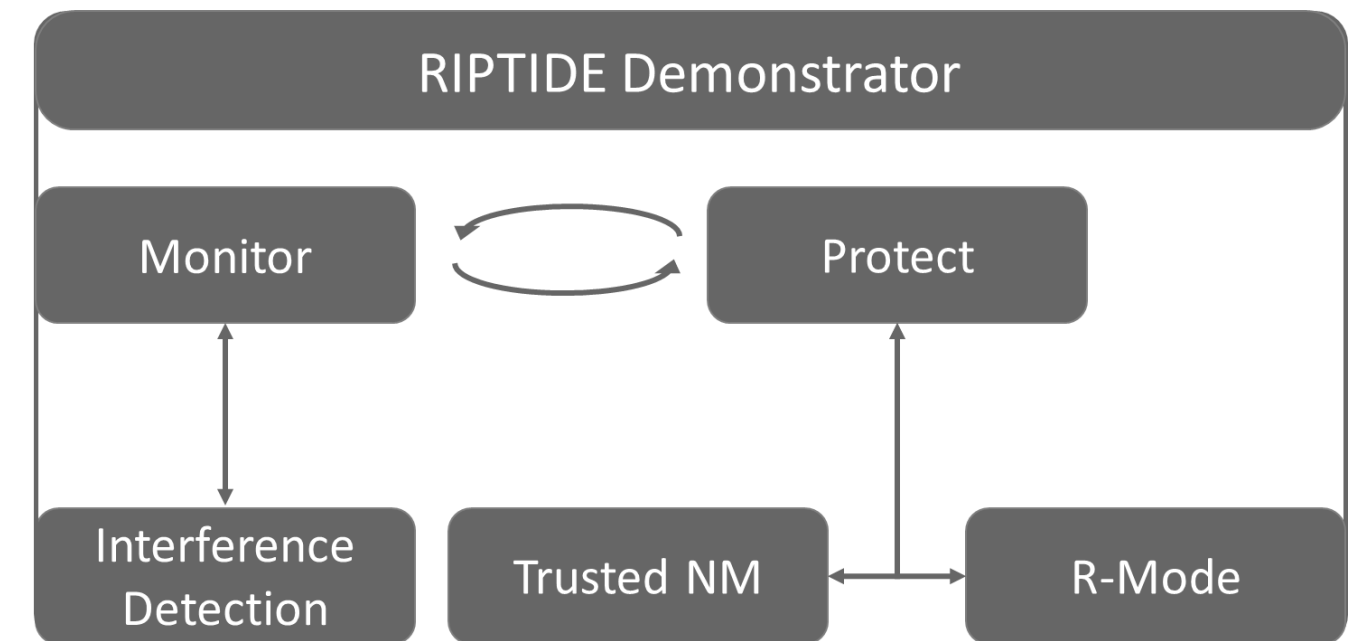 RIPTIDE Demonstrator
Monitor
Protect
Interference
Detection
Trusted NM
R-Mode